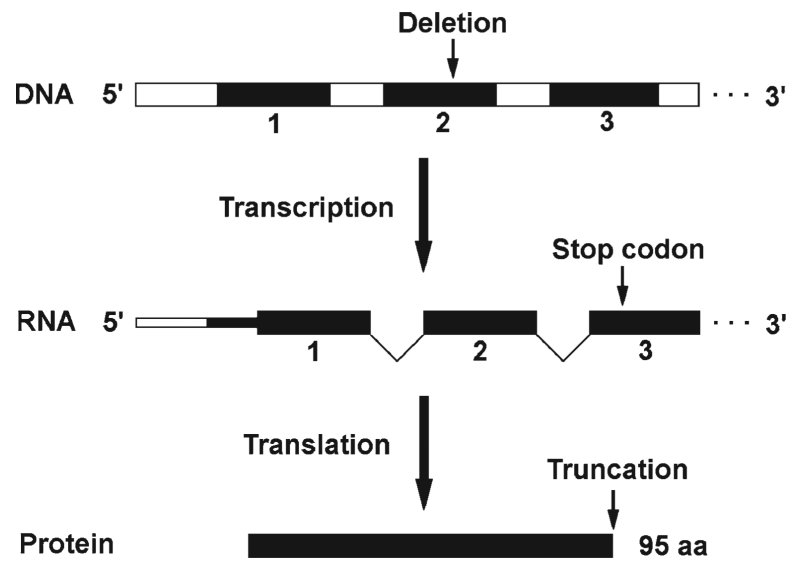 Deletion
DNA 5' ... 3'
1 2 3
Transcription
Stop codon
RNA 5' ... 3'
1 2 3
Translation
Truncation
Protein 95 aa